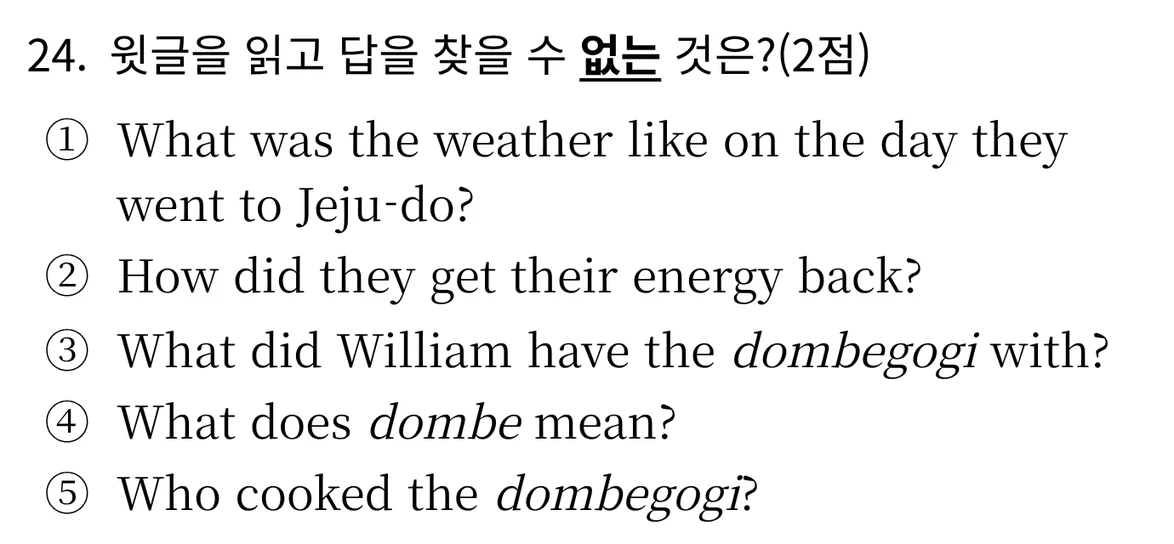 24. 윗글을 읽고 답을 찾을 수 없는 것은?(2점)
① What was the weather like on the day they
went to Jeju-do?
② How did they get their energy back?
③ What did William have the dombegogi with?
④ What does dombe mean?
⑤ Who cooked the dombegogi?